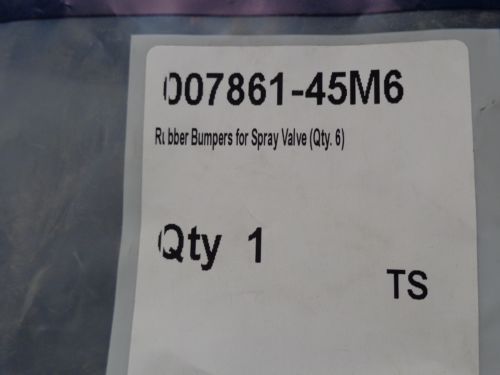 007861-45M6
Rubber Bumpers for Spray Valve (Qty. 6)
Qty 1
TS